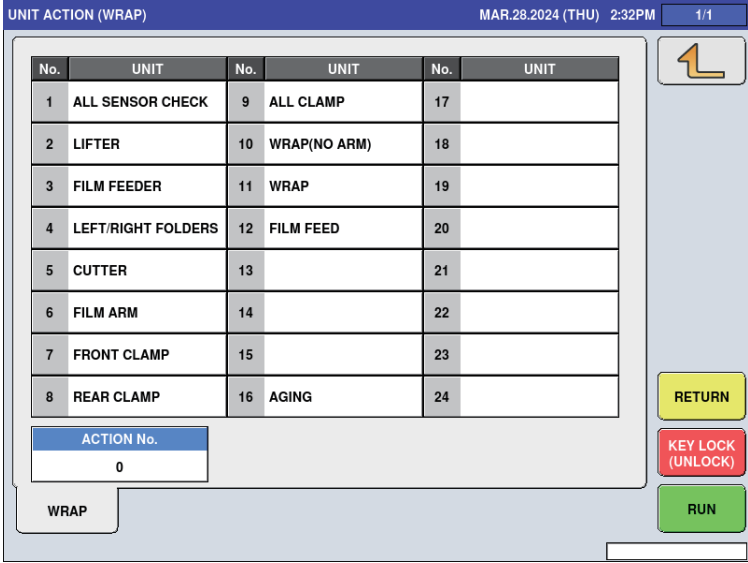 UNIT ACTION (WRAP) MAR.28.2024 (THU) 2:32PM 1/1
No. UNIT No. UNIT No. UNIT
1 ALL SENSOR CHECK 9 ALL CLAMP 17
2 LIFTER 10 WRAP(NO ARM) 18
3 FILM FEEDER 11 WRAP 19
4 LEFT/RIGHT FOLDERS 12 FILM FEED 20
5 CUTTER 13 21
6 FILM ARM 14 22
7 FRONT CLAMP 15 23
8 REAR CLAMP 16 AGING 24
RETURN
ACTION No.
0
KEY LOCK
(UNLOCK)
WRAP
RUN